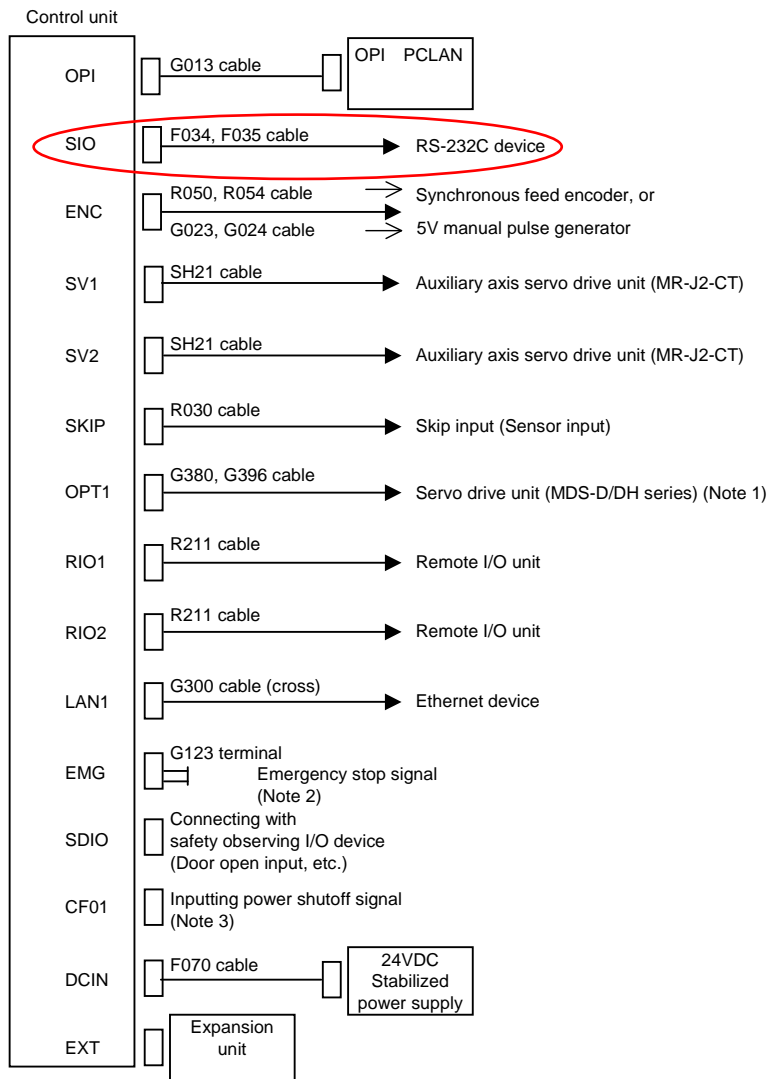 Control unit
OPI G013 cable OPI PCLAN
SIO F034, F035 cable RS-232C device
ENC R050, R054 cable Synchronous feed encoder, or
G023, G024 cable 5V manual pulse generator
SV1 SH21 cable Auxiliary axis servo drive unit (MR-J2-CT)
SV2 SH21 cable Auxiliary axis servo drive unit (MR-J2-CT)
SKIP R030 cable Skip input (Sensor input)
OPT1 G380, G396 cable Servo drive unit (MDS-D/DH series) (Note 1)
RIO1 R211 cable Remote I/O unit
RIO2 R211 cable Remote I/O unit
LAN1 G300 cable (cross) Ethernet device
EMG G123 terminal
Emergency stop signal
(Note 2)
SDIO Connecting with
safety observing I/O device
(Door open input, etc.)
CF01 Inputting power shutoff signal
(Note 3)
DCIN F070 cable 24VDC
Stabilized
power supply
EXT Expansion
unit